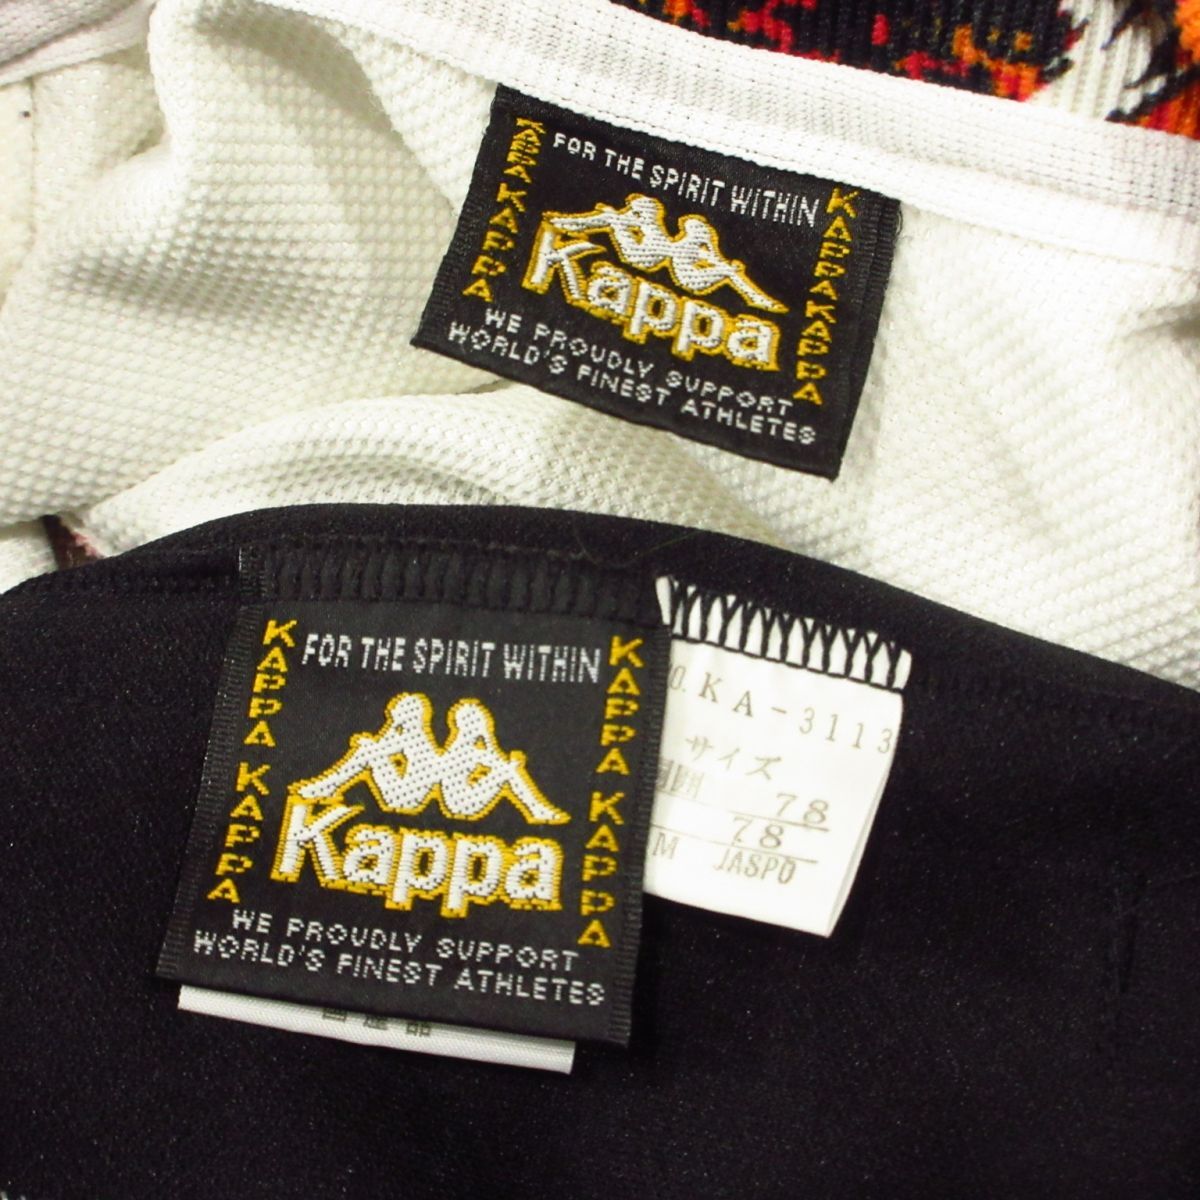 FOR THE SPIRIT WITHIN
KAPPA KAPPA
KAPPA KAPPA
Kappa
WE PROUDLY SUPPORT
WORLD'S FINEST ATHLETES
FOR THE SPIRIT WITHIN
KAPPA KAPPA
KAPPA KAPPA
Kappa
WE PROUDLY SUPPORT
WORLD'S FINEST ATHLETES
KA-3113
サイズ
78
78
M JASPO